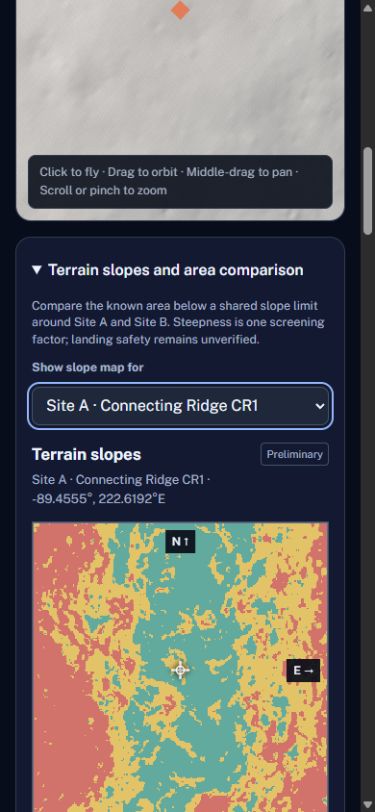 Click to fly · Drag to orbit · Middle-drag to pan ·
Scroll or pinch to zoom
▼ Terrain slopes and area comparison
Compare the known area below a shared slope limit
around Site A and Site B. Steepness is one screening
factor; landing safety remains unverified.
Show slope map for
Site A · Connecting Ridge CR1
Terrain slopes
Preliminary
Site A · Connecting Ridge CR1 ·
-89.4555°, 222.6192°E
N ↑
E →